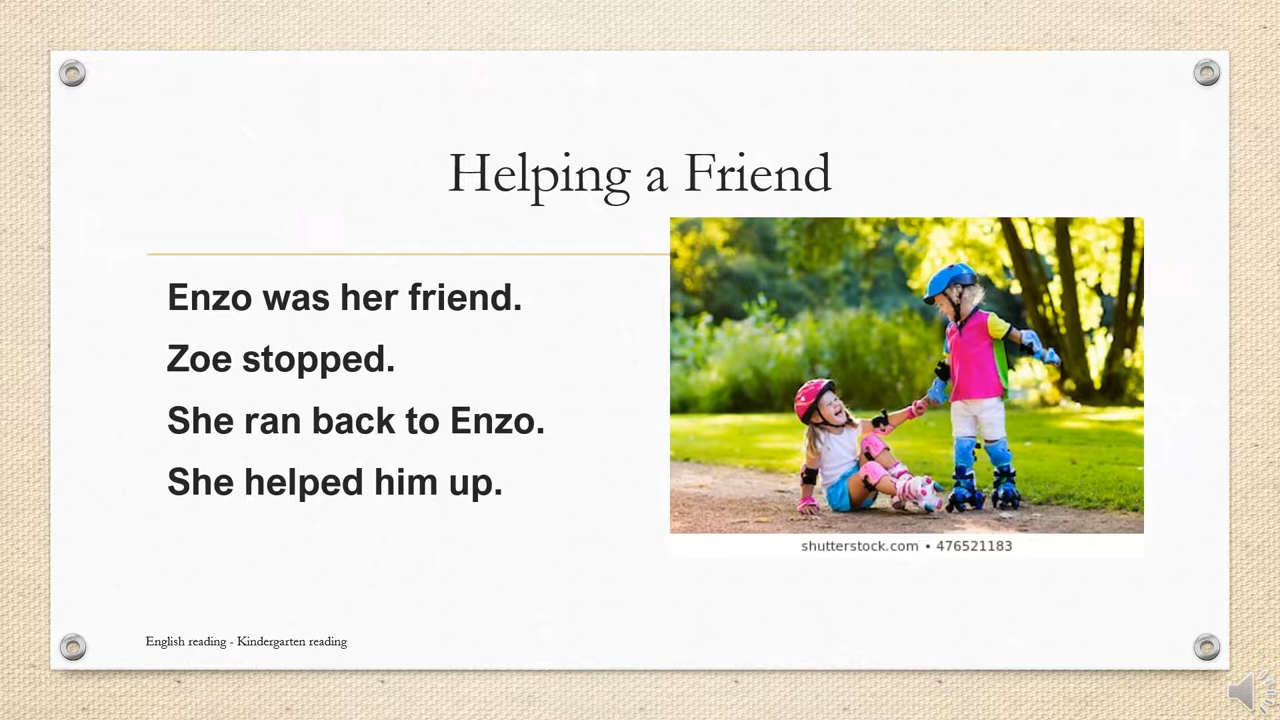 Helping a Friend
Enzo was her friend.
Zoe stopped.
She ran back to Enzo.
She helped him up.
shutterstock.com • 476521183
English reading - Kindergarten reading